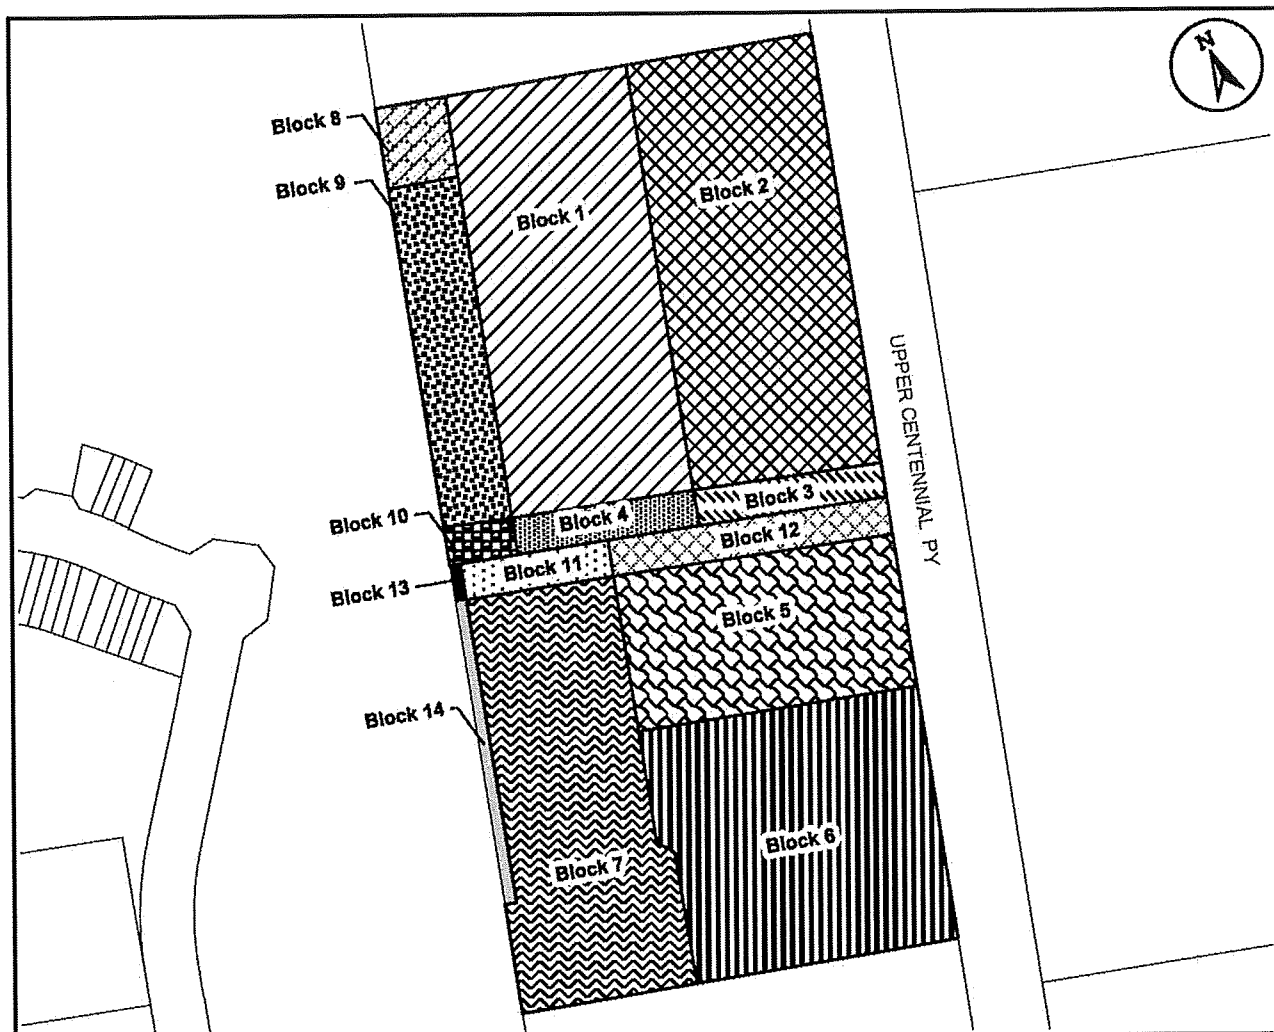 N
Block 8
Block 9
Block 1
Block 2
UPPER CENTENNIAL PY
Block 3
Block 10
Block 4
Block 12
Block 11
Block 13
Block 5
Block 14
Block 6
Block 7